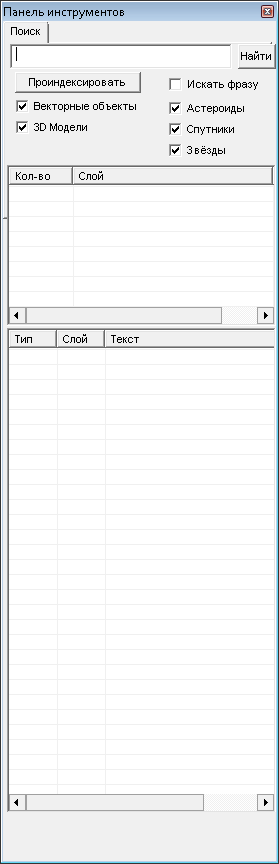 Панель инструментов
Поиск
Найти
Проиндексировать
Искать фразу
Векторные объекты
Астероиды
3D Модели
Спутники
Звёзды
Кол-во Слой
Тип Слой Текст